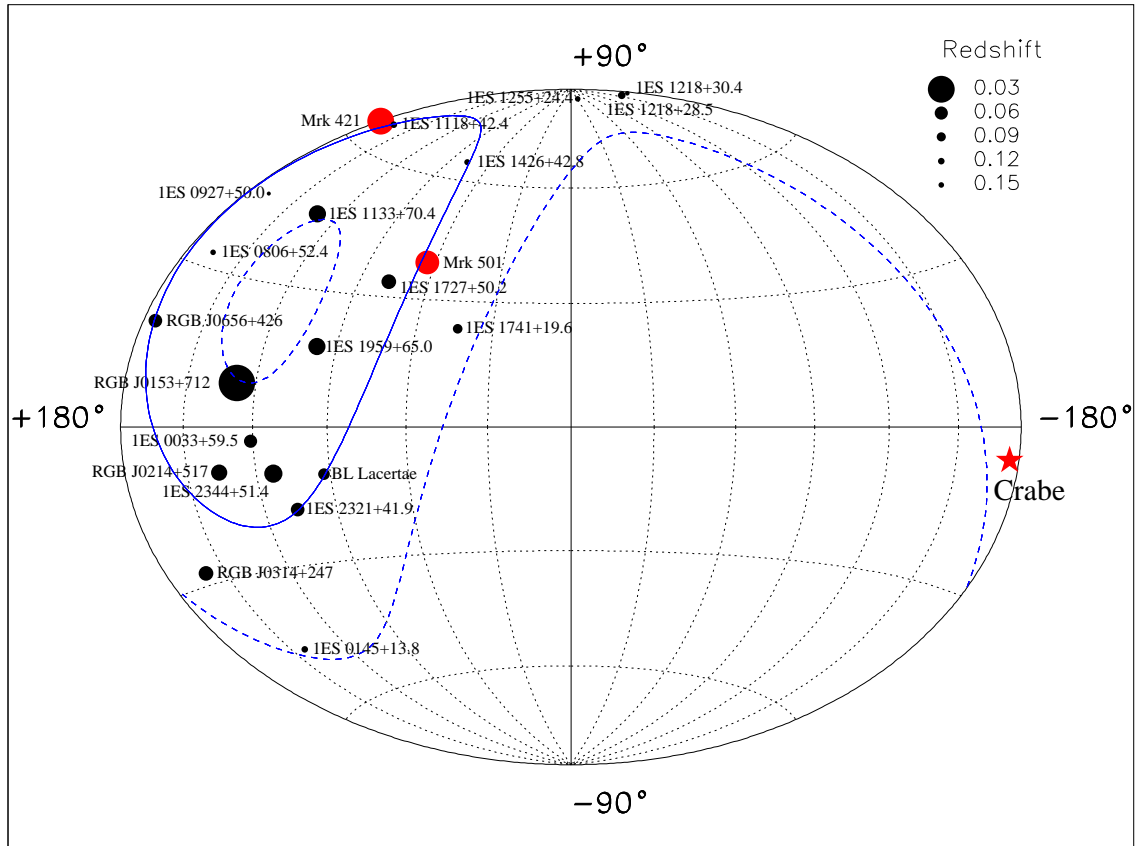 +90°
Redshift
0.03
0.06
0.09
0.12
0.15
1ES 1218+30.4
1ES 1255+24.4
1ES 1218+28.5
Mrk 421
1ES 1118+42.4
1ES 1426+42.8
1ES 0927+50.0
1ES 1133+70.4
1ES 0806+52.4
Mrk 501
1ES 1727+50.2
RGB J0656+426
1ES 1741+19.6
1ES 1959+65.0
RGB J0153+712
+180°
-180°
1ES 0033+59.5
RGB J0214+517
BL Lacertae
1ES 2344+51.4
Crabe
1ES 2321+41.9
RGB J0314+247
1ES 0145+13.8
-90°